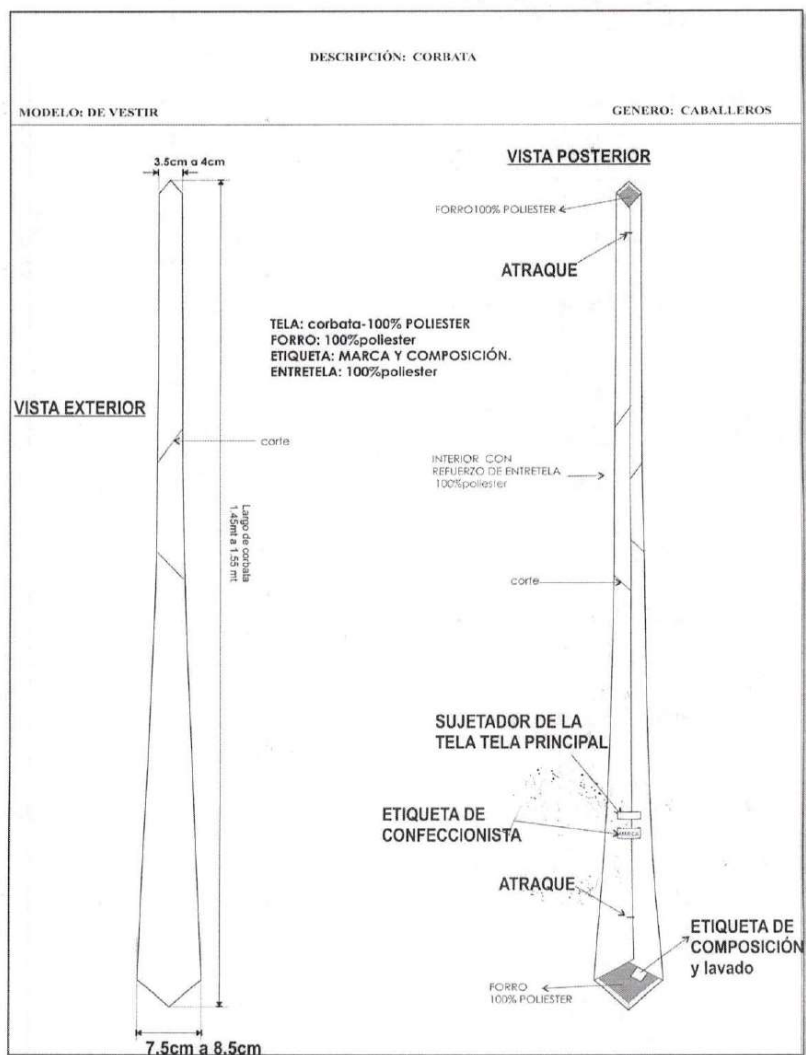 DESCRIPCIÓN: CORBATA
MODELO: DE VESTIR
GENERO: CABALLEROS
3.5cm a 4cm
VISTA POSTERIOR
FORRO100% POLIESTER
ATRAQUE
TELA: corbata-100% POLIESTER
FORRO: 100%poliester
ETIQUETA: MARCA Y COMPOSICIÓN.
ENTRETELA: 100%poliester
VISTA EXTERIOR
corte
INTERIOR CON
REFUERZO DE ENTRETELA
100%poliester
Largo de corbata
1.45mt a 1.55 mt
corte
SUJETADOR DE LA
TELA TELA PRINCIPAL
ETIQUETA DE
CONFECCIONISTA
MARCA
ATRAQUE
ETIQUETA DE
COMPOSICIÓN
y lavado
FORRO
100% POLIESTER
7.5cm a 8.5cm